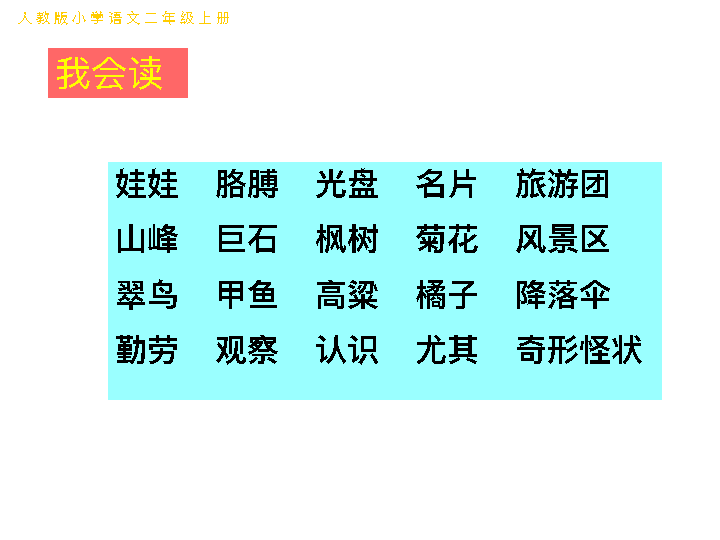 人教版小学语文二年级上册
我会读
娃娃 胳膊 光盘 名片 旅游团
山峰 巨石 枫树 菊花 风景区
翠鸟 甲鱼 高粱 橘子 降落伞
勤劳 观察 认识 尤其 奇形怪状